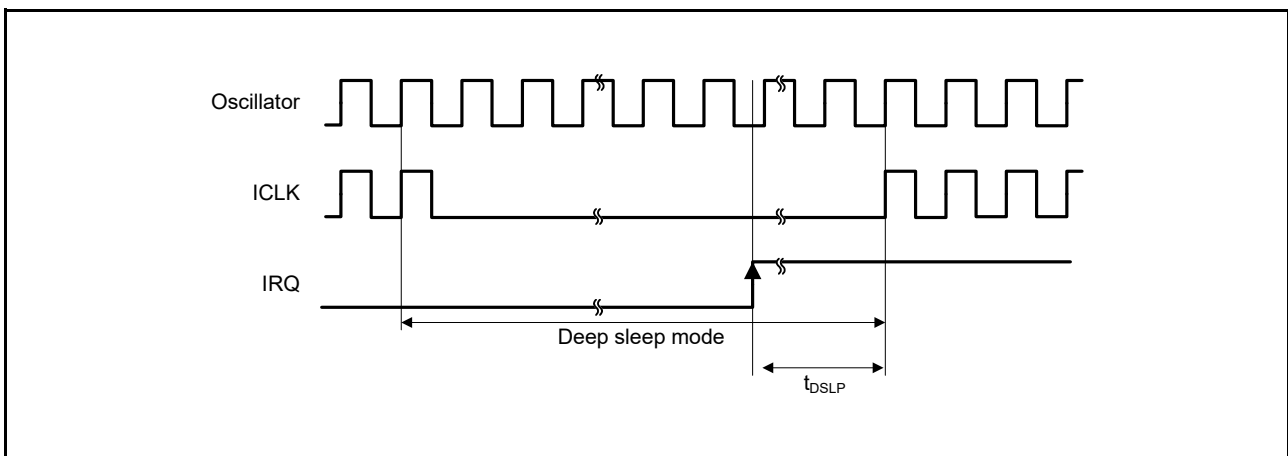 Oscillator
ICLK
IRQ
Deep sleep mode
tDSLP